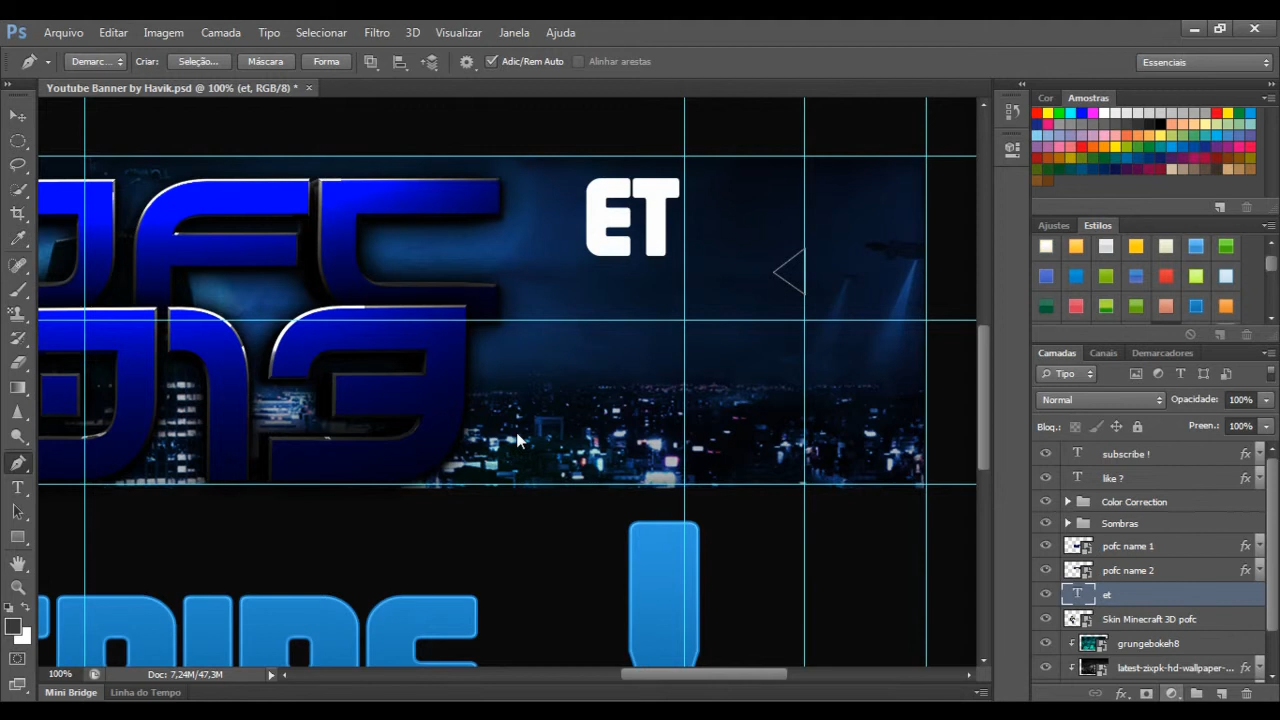 Ps Arquivo Editar Imagem Camada Tipo Selecionar Filtro 3D Visualizar Janela Ajuda
Demarc... Criar: Seleção... Máscara Forma Adic/Rem Auto Alinhar arestas Essenciais
Youtube Banner by Havik.psd @ 100% (et, RGB/8) *
Cor Amostras
ET
Ajustes Estilos
Camadas Canais Demarcadores
Tipo
Normal Opacidade: 100%
Bloq.: Preen.: 100%
subscribe !
like ?
Color Correction
Sombras
pofc name 1
pofc name 2
et
Skin Minecraft 3D pofc
grungebokeh8
latest-zixpk-hd-wallpaper-...
100% Doc: 7,24M/47,3M
Mini Bridge Linha do Tempo